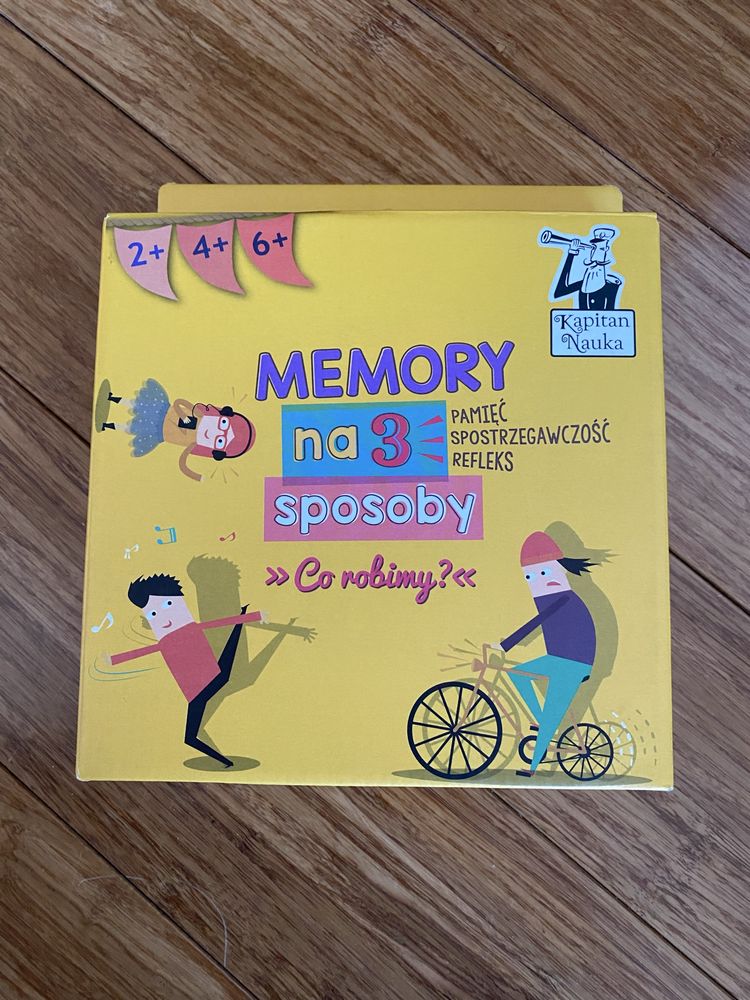 2+ 4+ 6+
Kapitan
Nauka
MEMORY
na 3
sposoby
PAMIĘĆ
SPOSTRZEGAWCZOŚĆ
REFLEKS
>> Co robimy? <<